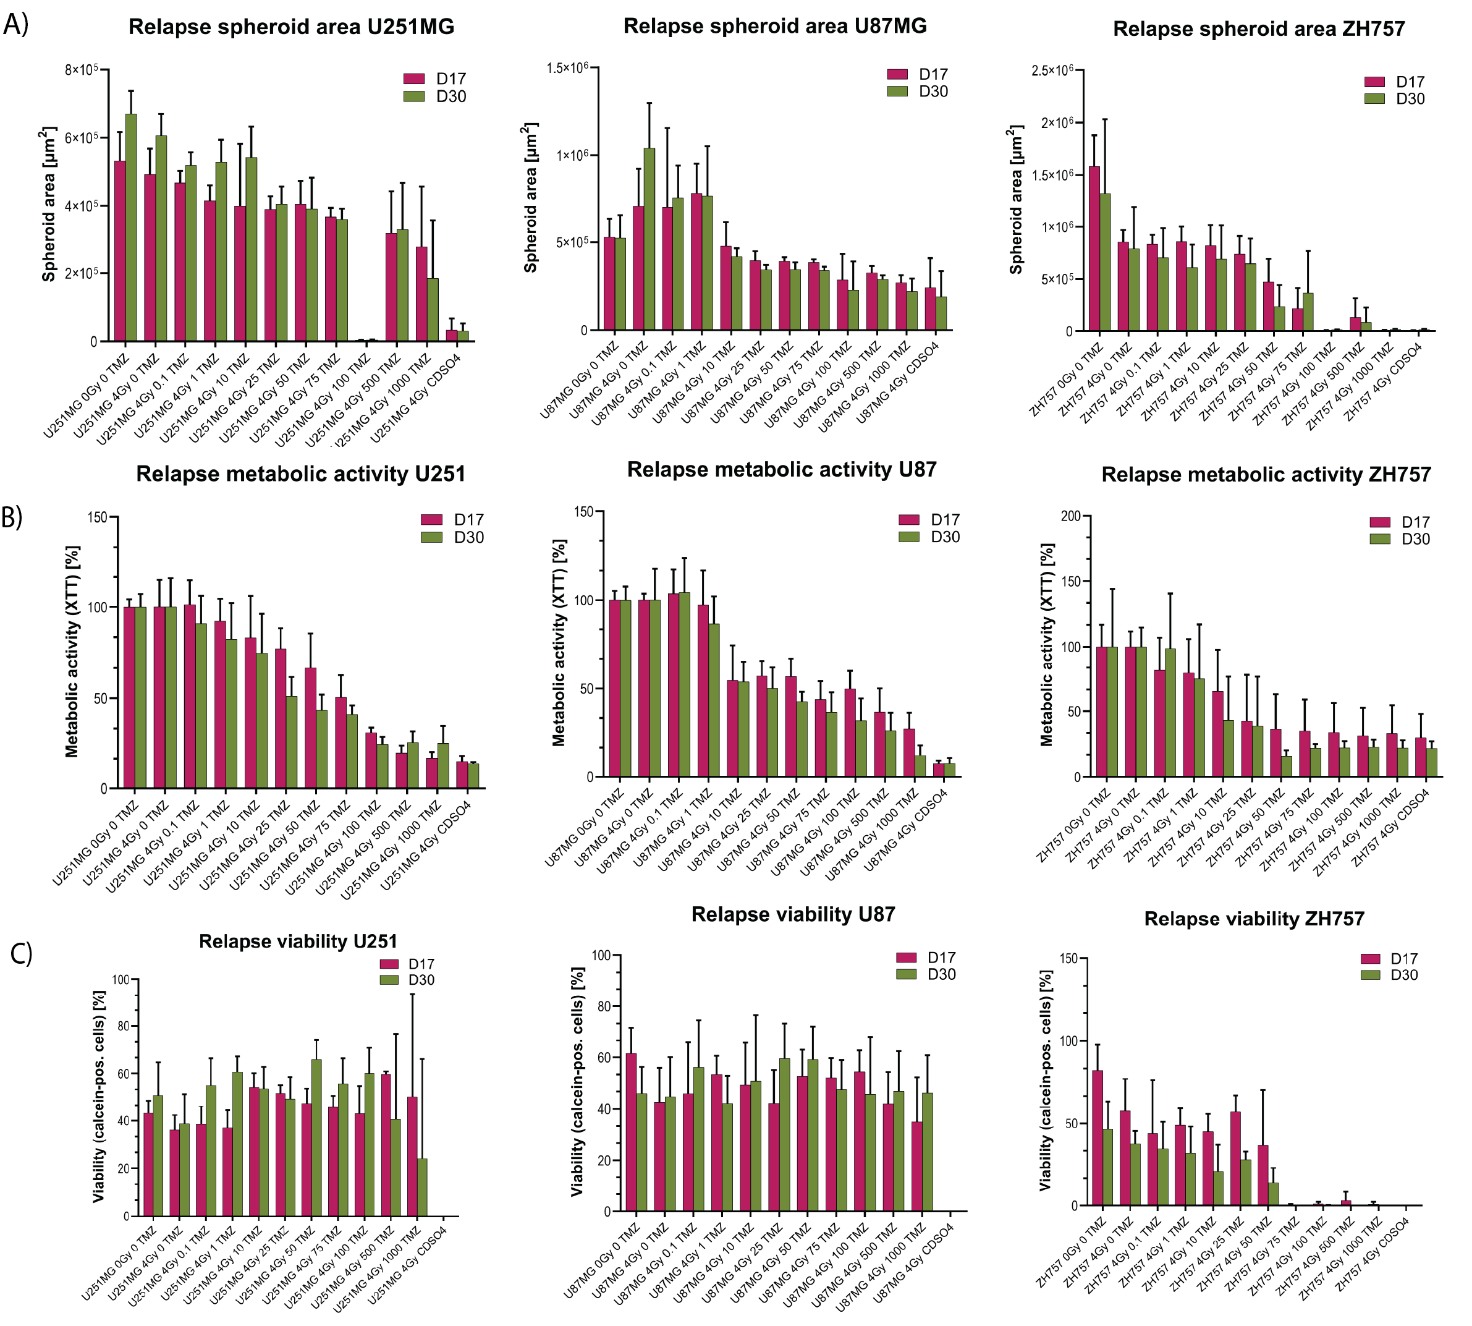 A)
Relapse spheroid area U251MG
Spheroid area [µm²]
8×10⁵
6×10⁵
4×10⁵
2×10⁵
0
D17
D30
U251MG 0Gy 0 TMZ
U251MG 4Gy 0 TMZ
U251MG 4Gy 0.1 TMZ
U251MG 4Gy 1 TMZ
U251MG 4Gy 10 TMZ
U251MG 4Gy 25 TMZ
U251MG 4Gy 50 TMZ
U251MG 4Gy 75 TMZ
U251MG 4Gy 100 TMZ
U251MG 4Gy 500 TMZ
U251MG 4Gy 1000 TMZ
U251MG 4Gy CDSO4
Relapse spheroid area U87MG
Spheroid area [µm²]
1.5×10⁶
1×10⁶
5×10⁵
0
D17
D30
U87MG 0Gy 0 TMZ
U87MG 4Gy 0 TMZ
U87MG 4Gy 0.1 TMZ
U87MG 4Gy 1 TMZ
U87MG 4Gy 10 TMZ
U87MG 4Gy 25 TMZ
U87MG 4Gy 50 TMZ
U87MG 4Gy 75 TMZ
U87MG 4Gy 100 TMZ
U87MG 4Gy 500 TMZ
U87MG 4Gy 1000 TMZ
U87MG 4Gy CDSO4
Relapse spheroid area ZH757
Spheroid area [µm²]
2.5×10⁶
2×10⁶
1.5×10⁶
1×10⁶
5×10⁵
0
D17
D30
ZH757 0Gy 0 TMZ
ZH757 4Gy 0 TMZ
ZH757 4Gy 0.1 TMZ
ZH757 4Gy 1 TMZ
ZH757 4Gy 10 TMZ
ZH757 4Gy 25 TMZ
ZH757 4Gy 50 TMZ
ZH757 4Gy 75 TMZ
ZH757 4Gy 100 TMZ
ZH757 4Gy 500 TMZ
ZH757 4Gy 1000 TMZ
ZH757 4Gy CDSO4
B)
Relapse metabolic activity U251
Metabolic activity (XTT) [%]
150
100
50
0
D17
D30
U251MG 0Gy 0 TMZ
U251MG 4Gy 0 TMZ
U251MG 4Gy 0.1 TMZ
U251MG 4Gy 1 TMZ
U251MG 4Gy 10 TMZ
U251MG 4Gy 25 TMZ
U251MG 4Gy 50 TMZ
U251MG 4Gy 75 TMZ
U251MG 4Gy 100 TMZ
U251MG 4Gy 500 TMZ
U251MG 4Gy 1000 TMZ
U251MG 4Gy CDSO4
Relapse metabolic activity U87
Metabolic activity (XTT) [%]
150
100
50
0
D17
D30
U87MG 0Gy 0 TMZ
U87MG 4Gy 0 TMZ
U87MG 4Gy 0.1 TMZ
U87MG 4Gy 1 TMZ
U87MG 4Gy 10 TMZ
U87MG 4Gy 25 TMZ
U87MG 4Gy 50 TMZ
U87MG 4Gy 75 TMZ
U87MG 4Gy 100 TMZ
U87MG 4Gy 500 TMZ
U87MG 4Gy 1000 TMZ
U87MG 4Gy CDSO4
Relapse metabolic activity ZH757
Metabolic activity (XTT) [%]
200
150
100
50
0
D17
D30
ZH757 0Gy 0 TMZ
ZH757 4Gy 0 TMZ
ZH757 4Gy 0.1 TMZ
ZH757 4Gy 1 TMZ
ZH757 4Gy 10 TMZ
ZH757 4Gy 25 TMZ
ZH757 4Gy 50 TMZ
ZH757 4Gy 75 TMZ
ZH757 4Gy 100 TMZ
ZH757 4Gy 500 TMZ
ZH757 4Gy 1000 TMZ
ZH757 4Gy CDSO4
C)
Relapse viability U251
Viability (calcein-pos. cells) [%]
100
80
60
40
20
0
D17
D30
U251MG 0Gy 0 TMZ
U251MG 4Gy 0 TMZ
U251MG 4Gy 0.1 TMZ
U251MG 4Gy 1 TMZ
U251MG 4Gy 10 TMZ
U251MG 4Gy 25 TMZ
U251MG 4Gy 50 TMZ
U251MG 4Gy 75 TMZ
U251MG 4Gy 100 TMZ
U251MG 4Gy 500 TMZ
U251MG 4Gy 1000 TMZ
U251MG 4Gy CDSO4
Relapse viability U87
Viability (calcein-pos. cells) [%]
100
80
60
40
20
0
D17
D30
U87MG 0Gy 0 TMZ
U87MG 4Gy 0 TMZ
U87MG 4Gy 0.1 TMZ
U87MG 4Gy 1 TMZ
U87MG 4Gy 10 TMZ
U87MG 4Gy 25 TMZ
U87MG 4Gy 50 TMZ
U87MG 4Gy 75 TMZ
U87MG 4Gy 100 TMZ
U87MG 4Gy 500 TMZ
U87MG 4Gy 1000 TMZ
U87MG 4Gy CDSO4
Relapse viability ZH757
Viability (calcein-pos. cells) [%]
150
100
50
0
D17
D30
ZH757 0Gy 0 TMZ
ZH757 4Gy 0 TMZ
ZH757 4Gy 0.1 TMZ
ZH757 4Gy 1 TMZ
ZH757 4Gy 10 TMZ
ZH757 4Gy 25 TMZ
ZH757 4Gy 50 TMZ
ZH757 4Gy 75 TMZ
ZH757 4Gy 100 TMZ
ZH757 4Gy 500 TMZ
ZH757 4Gy 1000 TMZ
ZH757 4Gy CDSO4